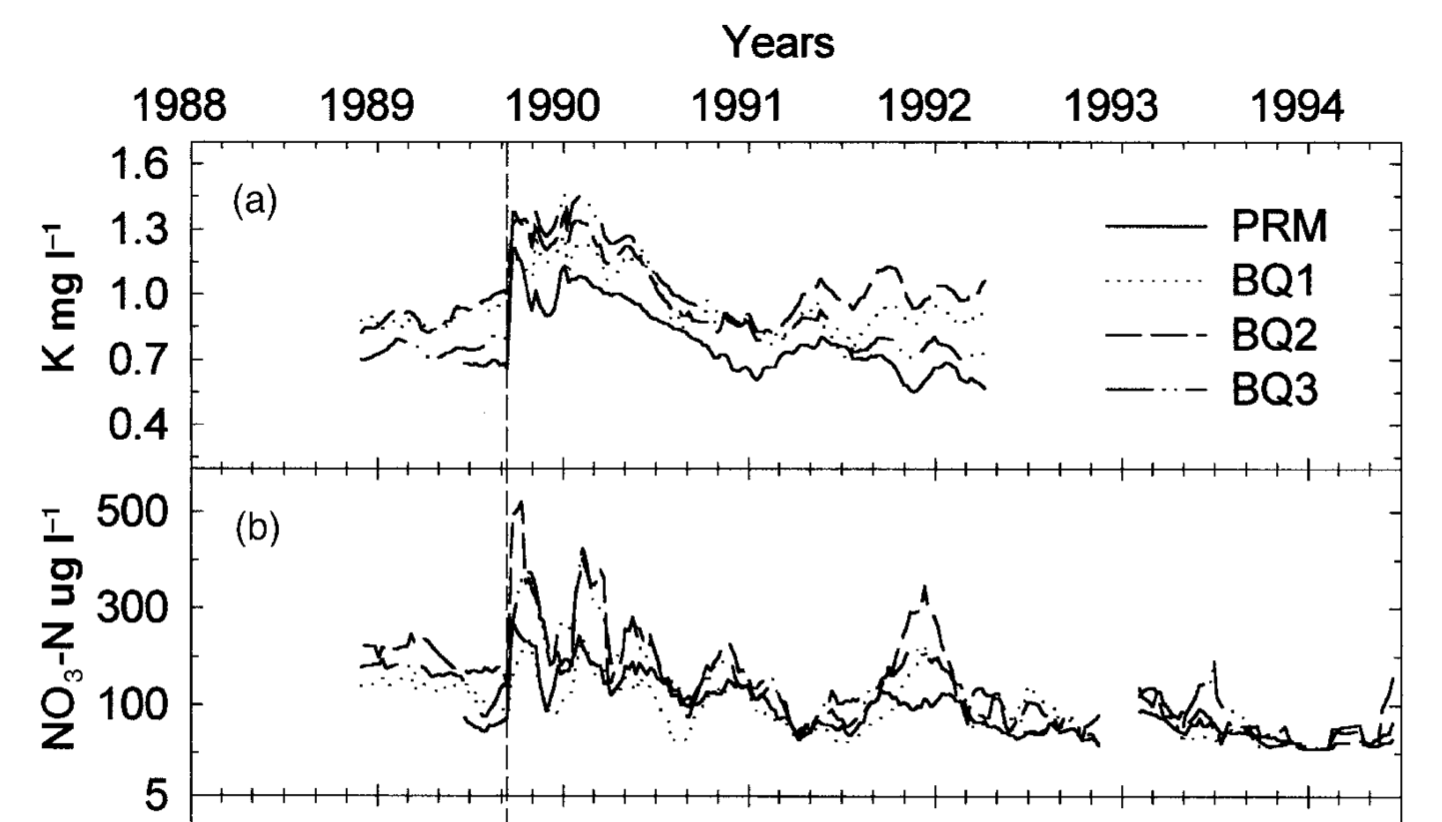 Years
1988 1989 1990 1991 1992 1993 1994
(a)
K mg l⁻¹
1.6
1.3
1.0
0.7
0.4
PRM
BQ1
BQ2
BQ3
(b)
NO₃-N ug l⁻¹
500
300
100
5